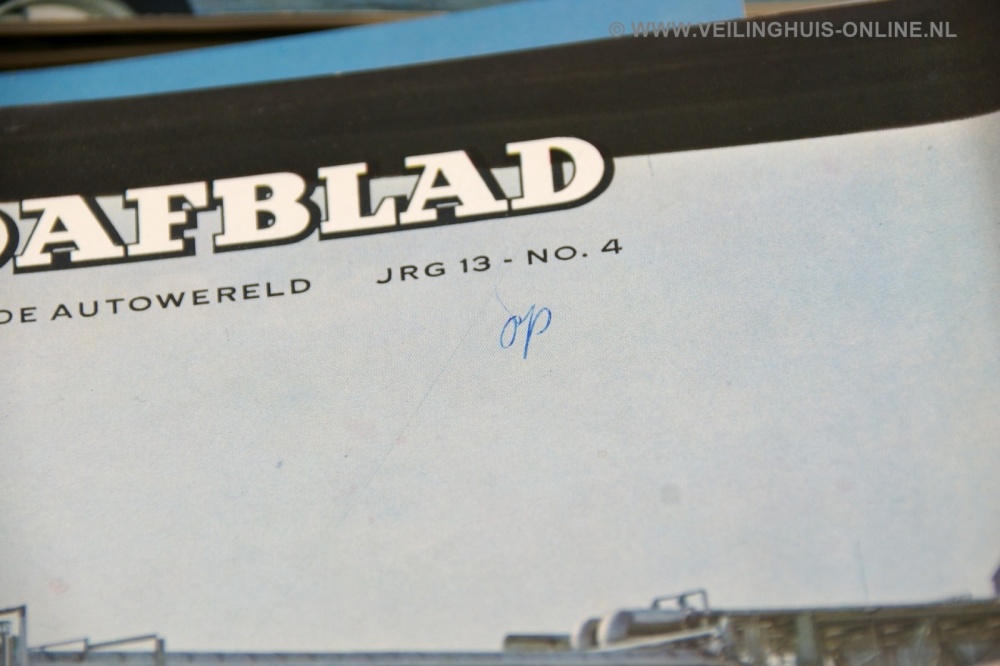 © WWW.VEILINGHUIS-ONLINE.NL
DAFBLAD
DE AUTOWERELD JRG 13 - NO. 4
op